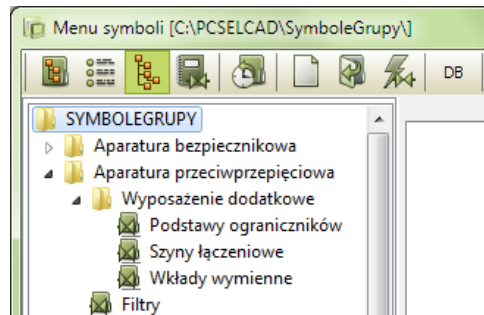 Menu symboli [C:\PCSELCAD\SymboleGrupy\]
DB
SYMBOLEGRUPY
Aparatura bezpiecznikowa
Aparatura przeciwprzepięciowa
Wyposażenie dodatkowe
Podstawy ograniczników
Szyny łączeniowe
Wkłady wymienne
Filtry